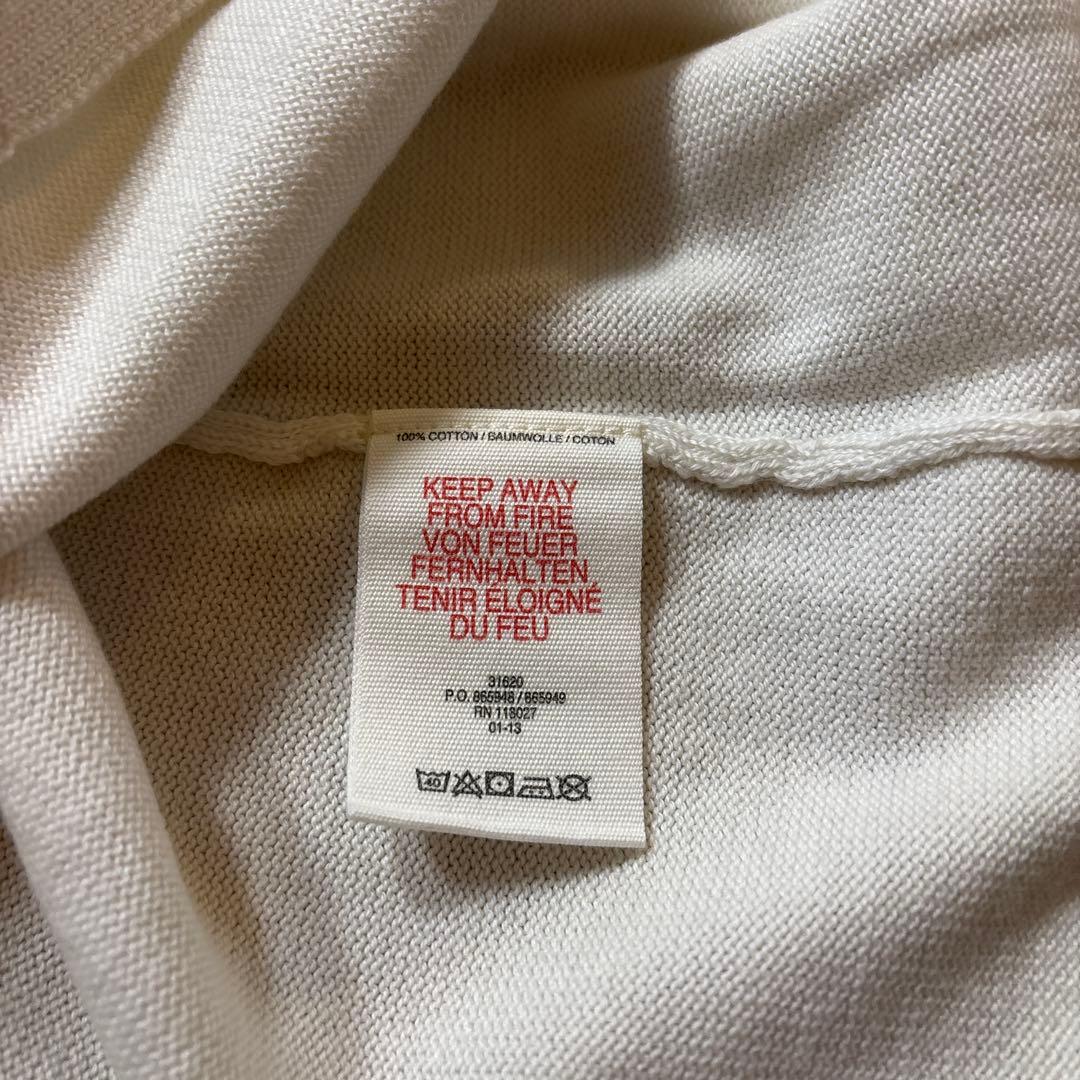 100% COTTON / BAUMWOLLE / COTON
KEEP AWAY
FROM FIRE
VON FEUER
FERNHALTEN
TENIR ELOIGNÉ
DU FEU
31620
P.O. 865948 / 865949
RN 118027
01-13
40